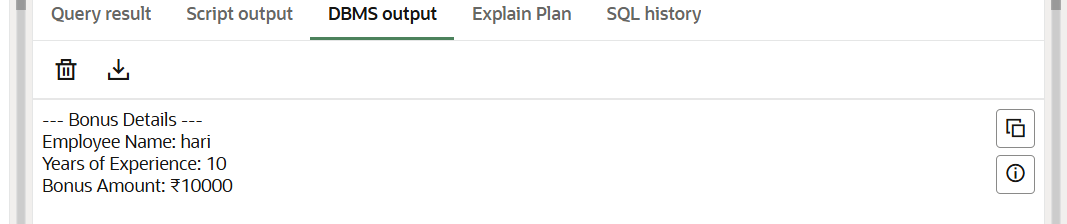 Query result Script output DBMS output Explain Plan SQL history
--- Bonus Details ---
Employee Name: hari
Years of Experience: 10
Bonus Amount: ₹10000